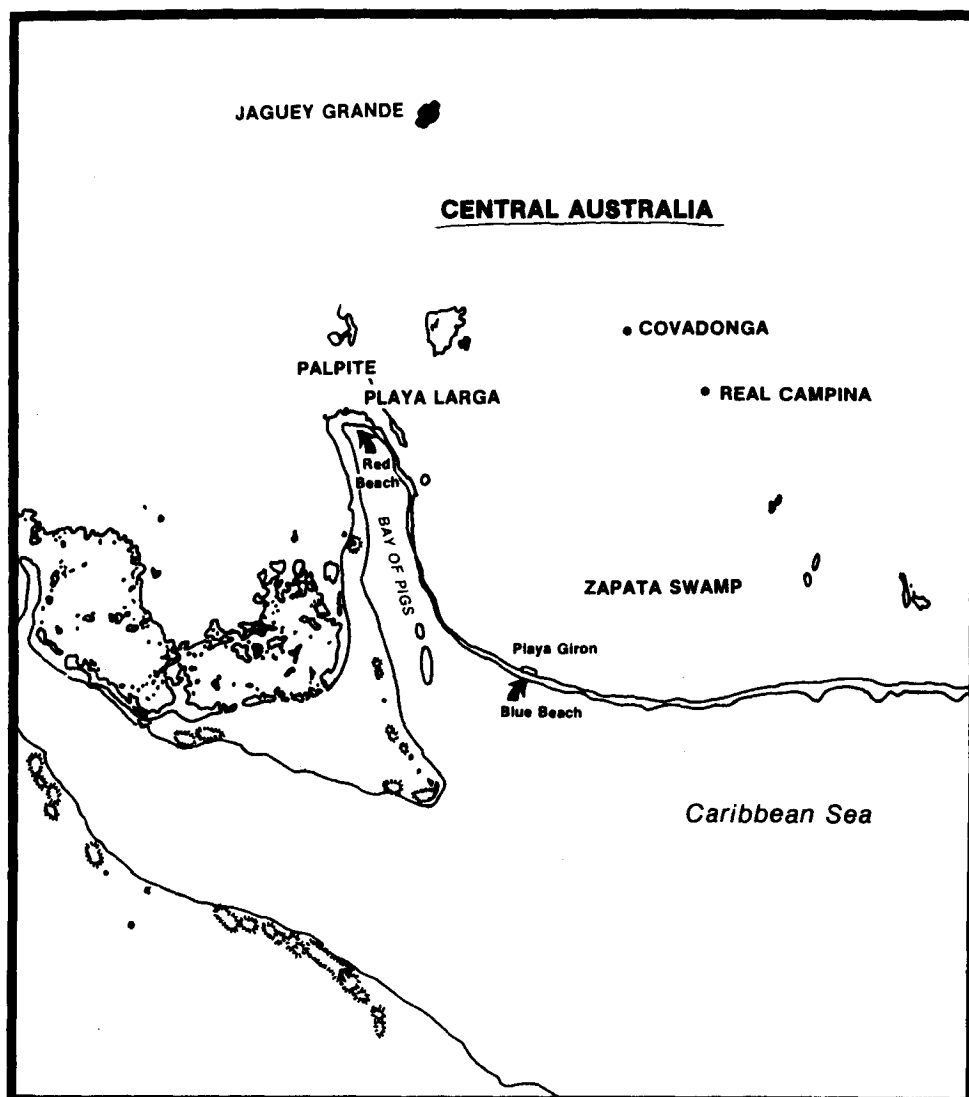 JAGUEY GRANDE
CENTRAL AUSTRALIA
COVADONGA
PALPITE
PLAYA LARGA
REAL CAMPINA
Red
Beach
BAY OF PIGS
ZAPATA SWAMP
Playa Giron
Blue Beach
Caribbean Sea